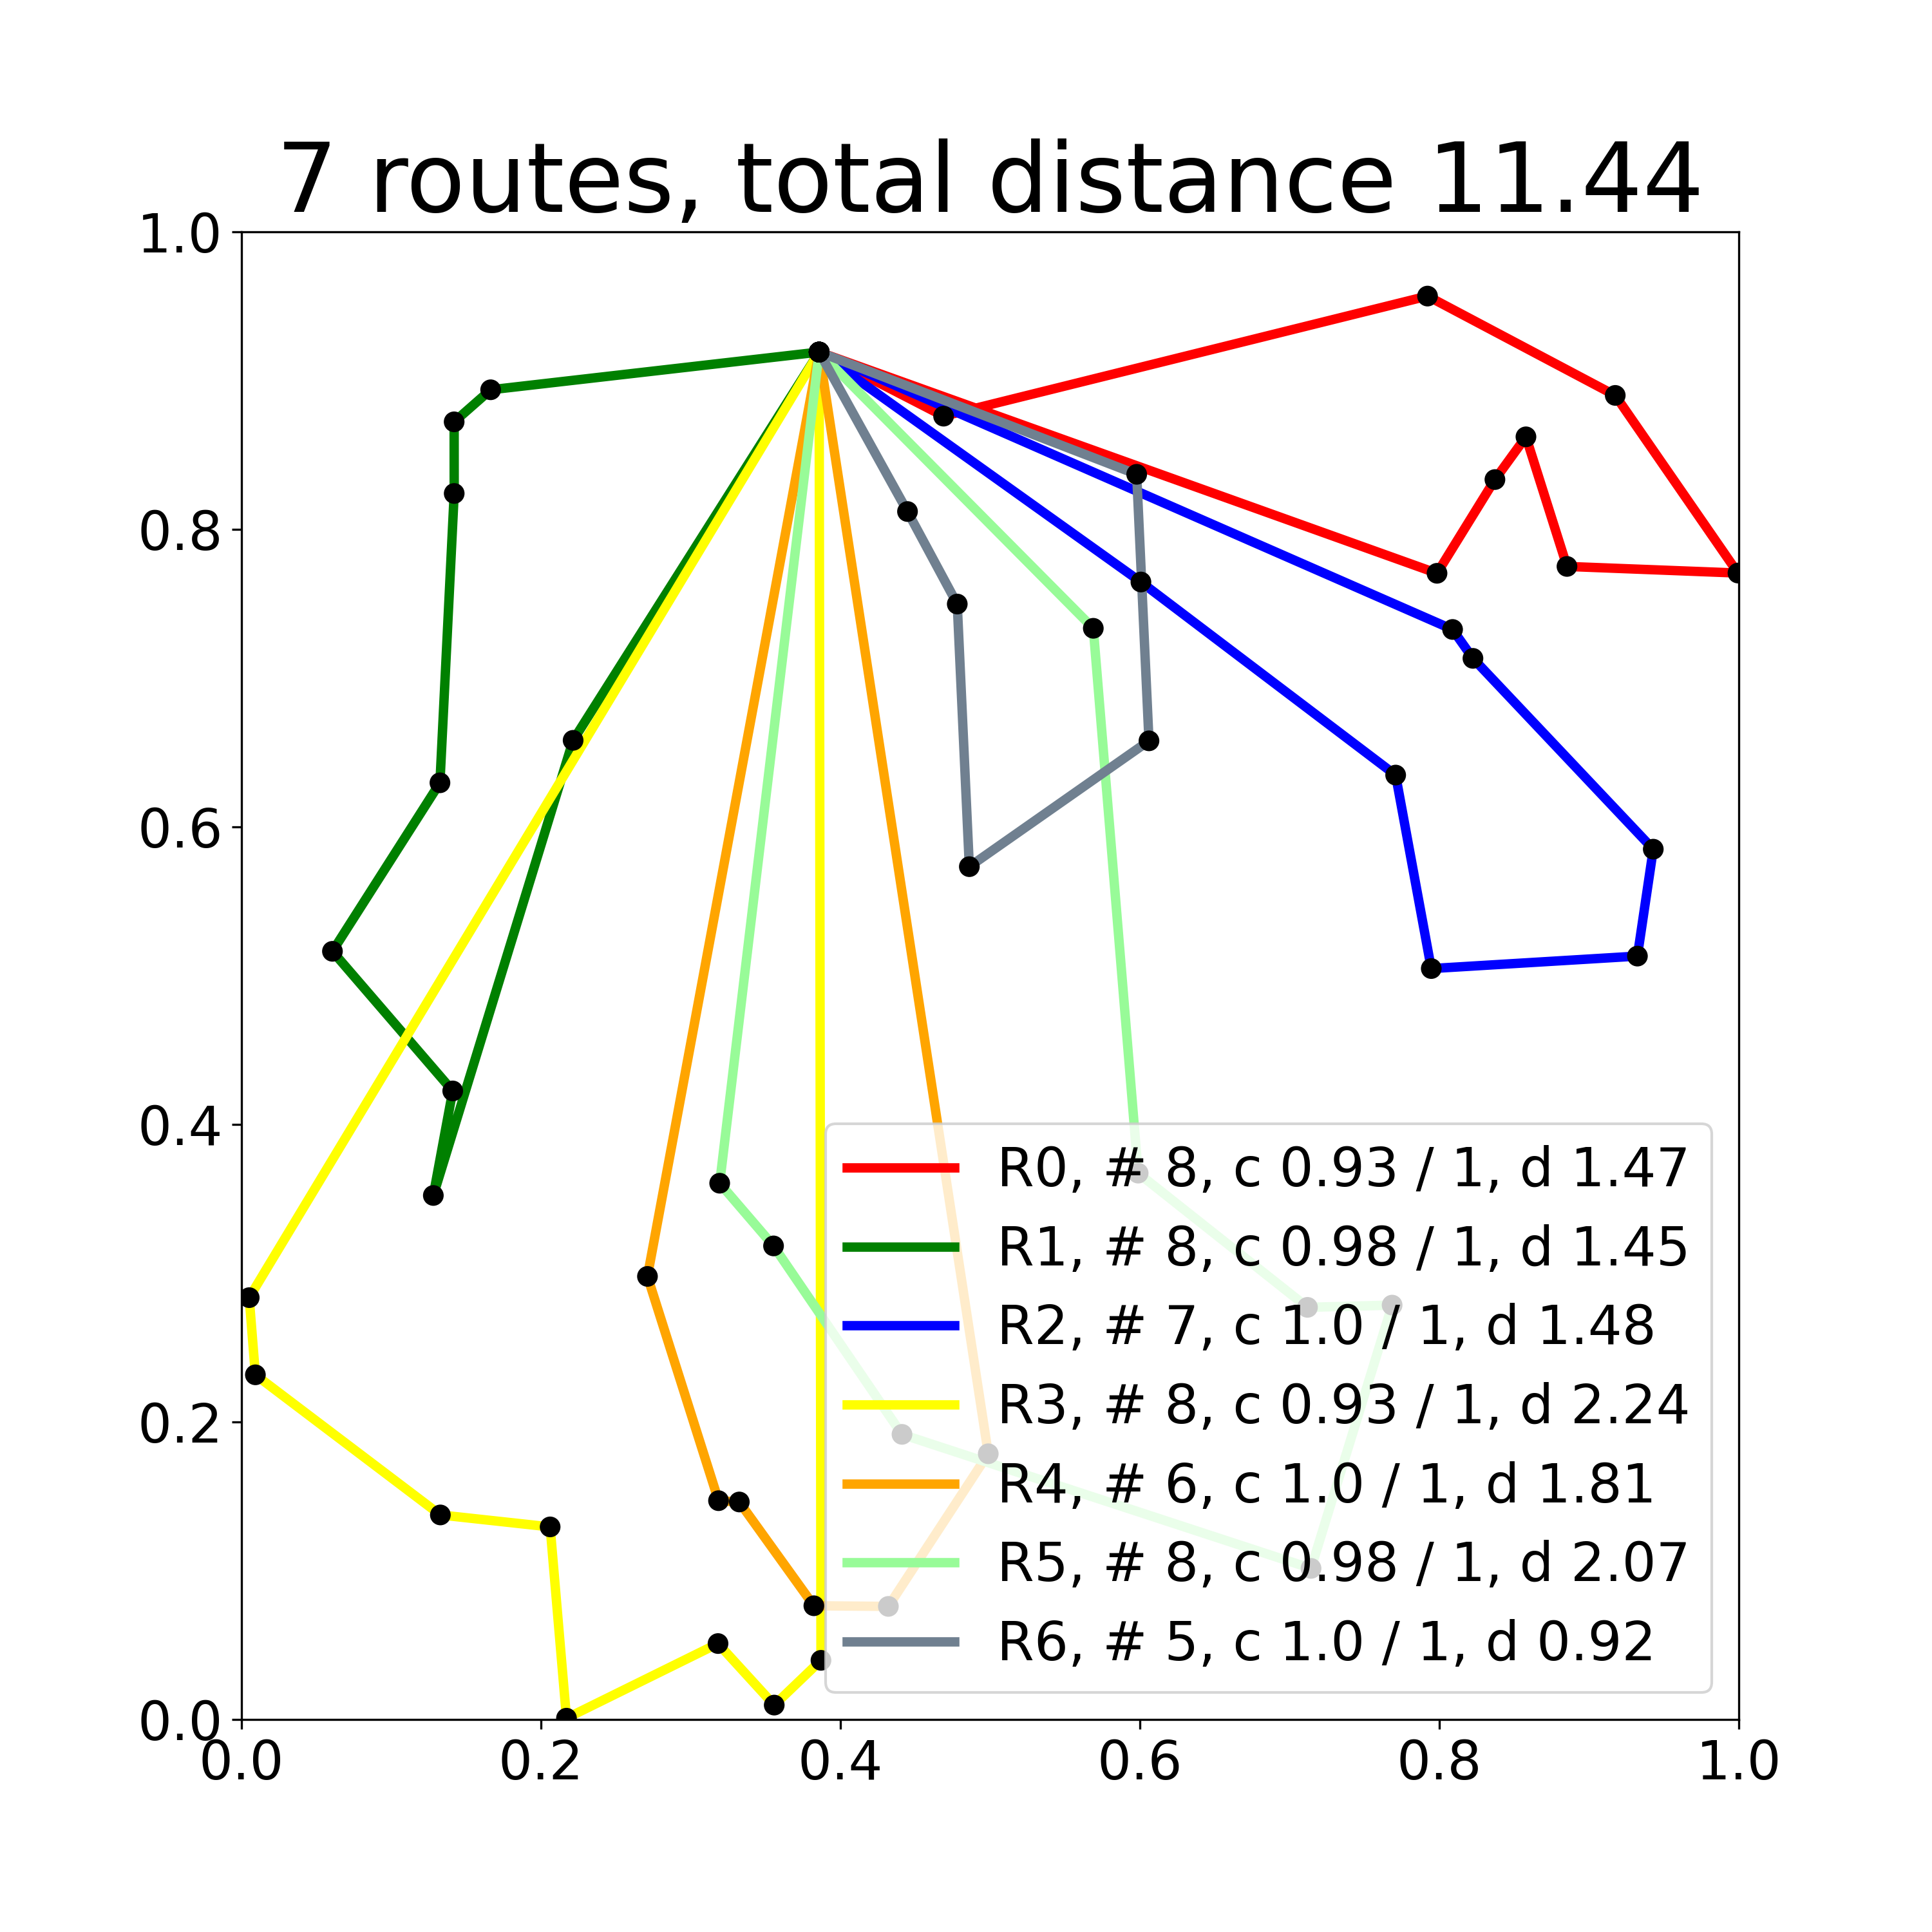 7 routes, total distance 11.44
1.0
0.8
0.6
0.4
0.2
0.0
R0, # 8, c 0.93 / 1, d 1.47
R1, # 8, c 0.98 / 1, d 1.45
R2, # 7, c 1.0 / 1, d 1.48
R3, # 8, c 0.93 / 1, d 2.24
R4, # 6, c 1.0 / 1, d 1.81
R5, # 8, c 0.98 / 1, d 2.07
R6, # 5, c 1.0 / 1, d 0.92
0.0 0.2 0.4 0.6 0.8 1.0